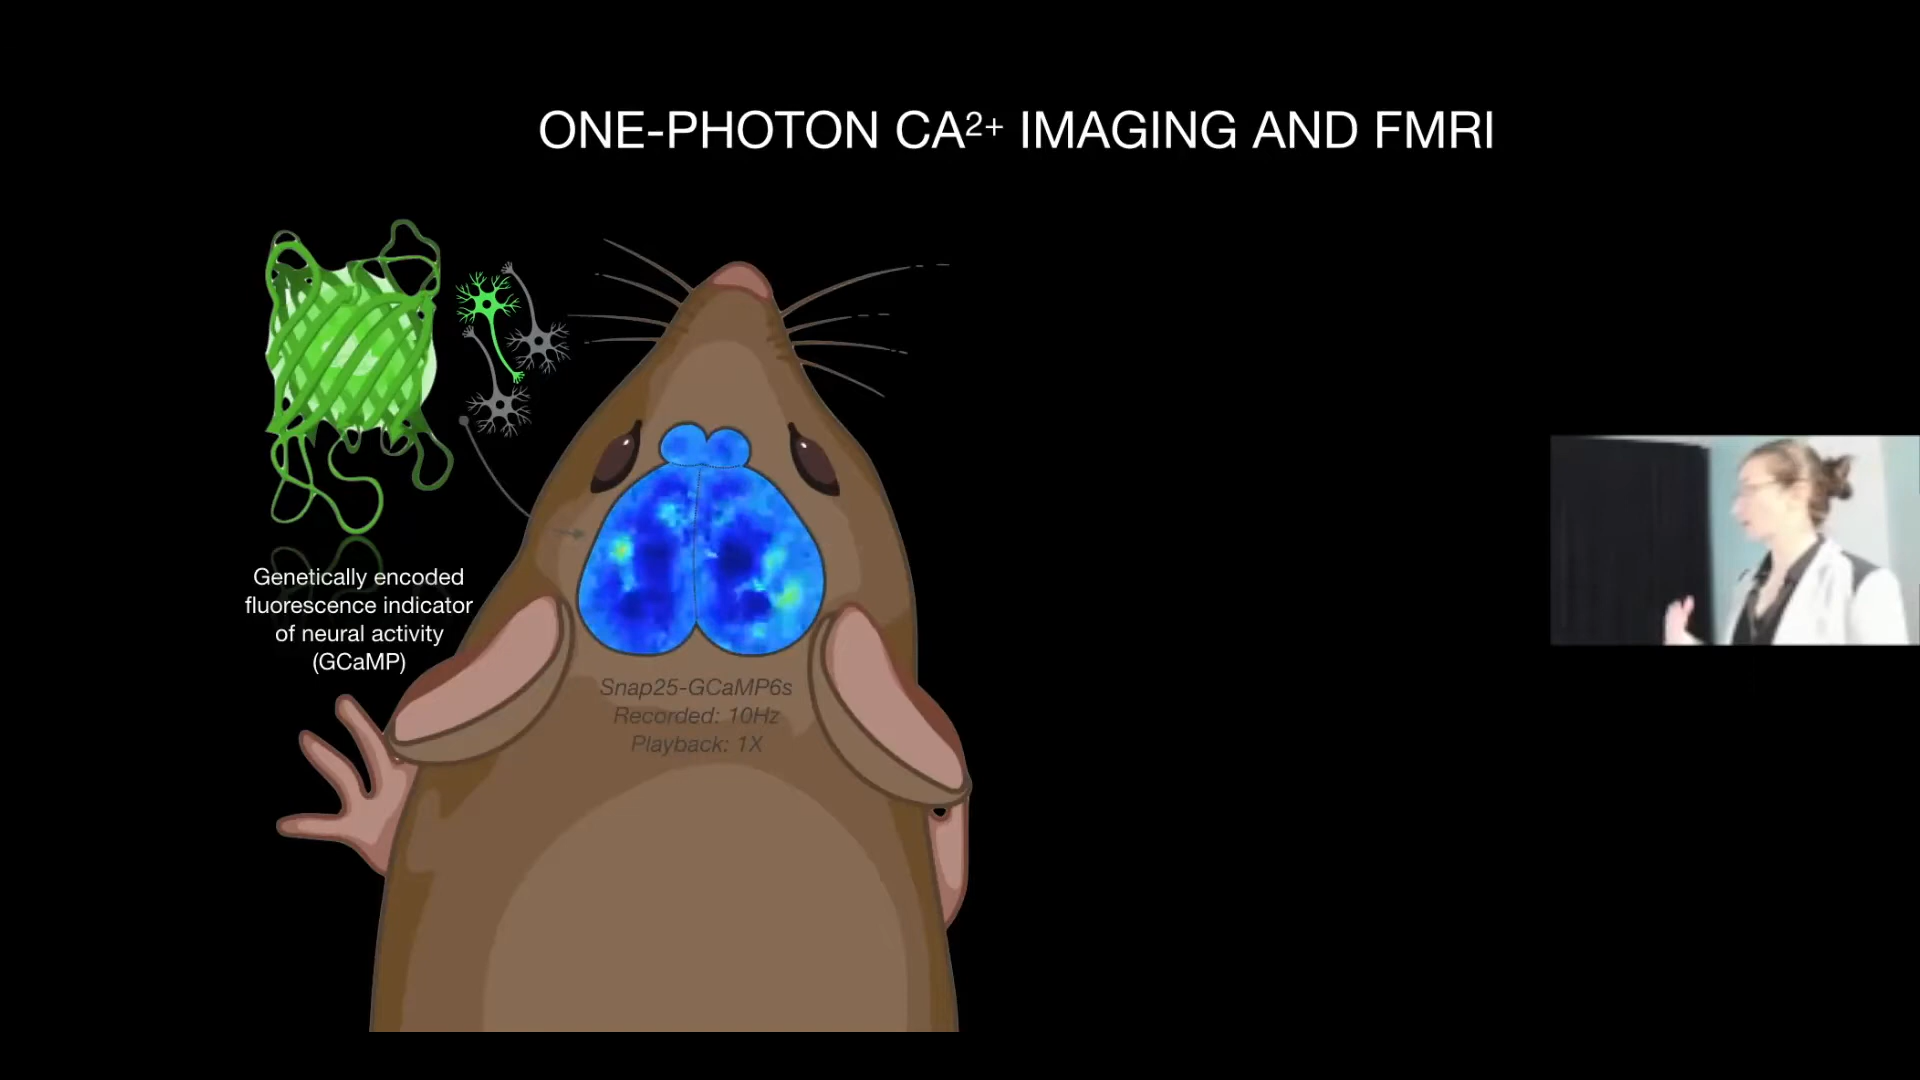 ONE-PHOTON CA²⁺ IMAGING AND FMRI
Genetically encoded
fluorescence indicator
of neural activity
(GCaMP)
Snap25-GCaMP6s
Recorded: 10Hz
Playback: 1X